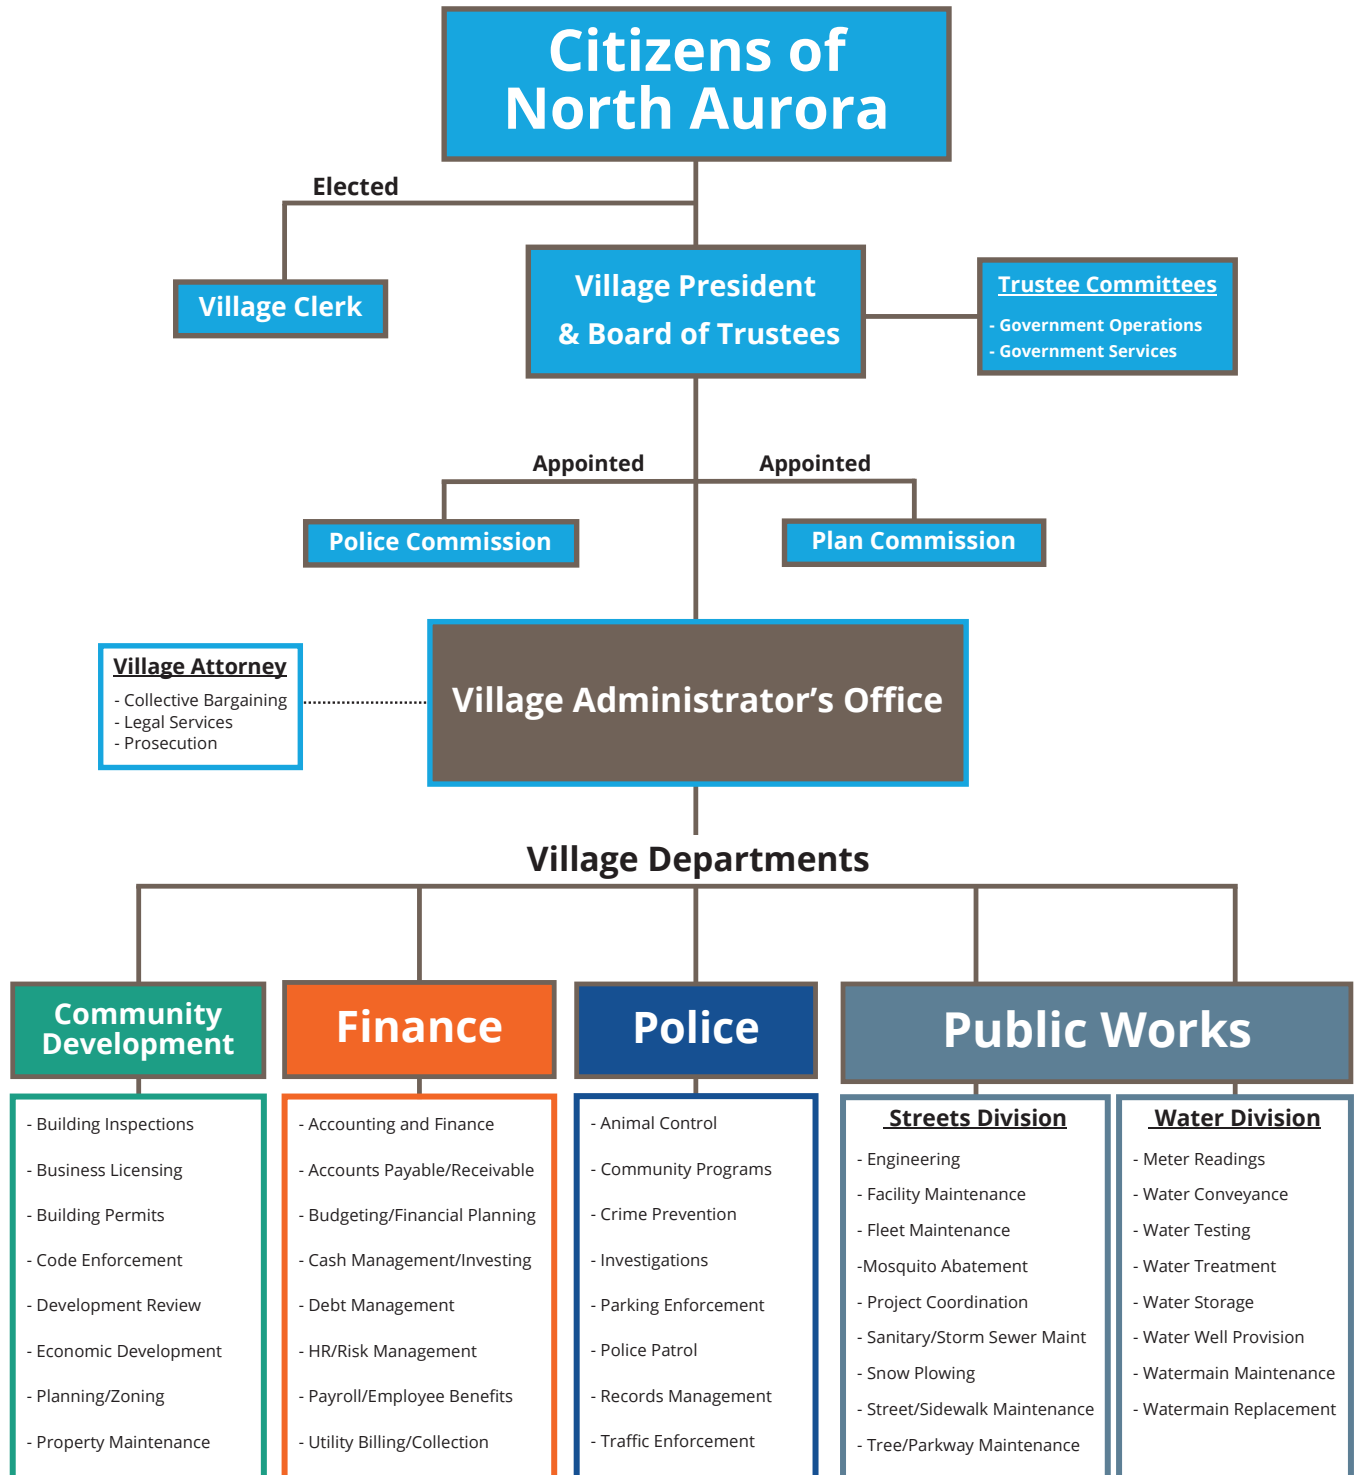 Citizens of
North Aurora
Elected
Village Clerk
Village President
& Board of Trustees
Trustee Committees
- Government Operations
- Government Services
Appointed
Appointed
Police Commission
Plan Commission
Village Attorney
- Collective Bargaining
- Legal Services
- Prosecution
Village Administrator’s Office
Village Departments
Community
Development
- Building Inspections
- Business Licensing
- Building Permits
- Code Enforcement
- Development Review
- Economic Development
- Planning/Zoning
- Property Maintenance
Finance
- Accounting and Finance
- Accounts Payable/Receivable
- Budgeting/Financial Planning
- Cash Management/Investing
- Debt Management
- HR/Risk Management
- Payroll/Employee Benefits
- Utility Billing/Collection
Police
- Animal Control
- Community Programs
- Crime Prevention
- Investigations
- Parking Enforcement
- Police Patrol
- Records Management
- Traffic Enforcement
Public Works
Streets Division
- Engineering
- Facility Maintenance
- Fleet Maintenance
-Mosquito Abatement
- Project Coordination
- Sanitary/Storm Sewer Maint
- Snow Plowing
- Street/Sidewalk Maintenance
- Tree/Parkway Maintenance
Water Division
- Meter Readings
- Water Conveyance
- Water Testing
- Water Treatment
- Water Storage
- Water Well Provision
- Watermain Maintenance
- Watermain Replacement